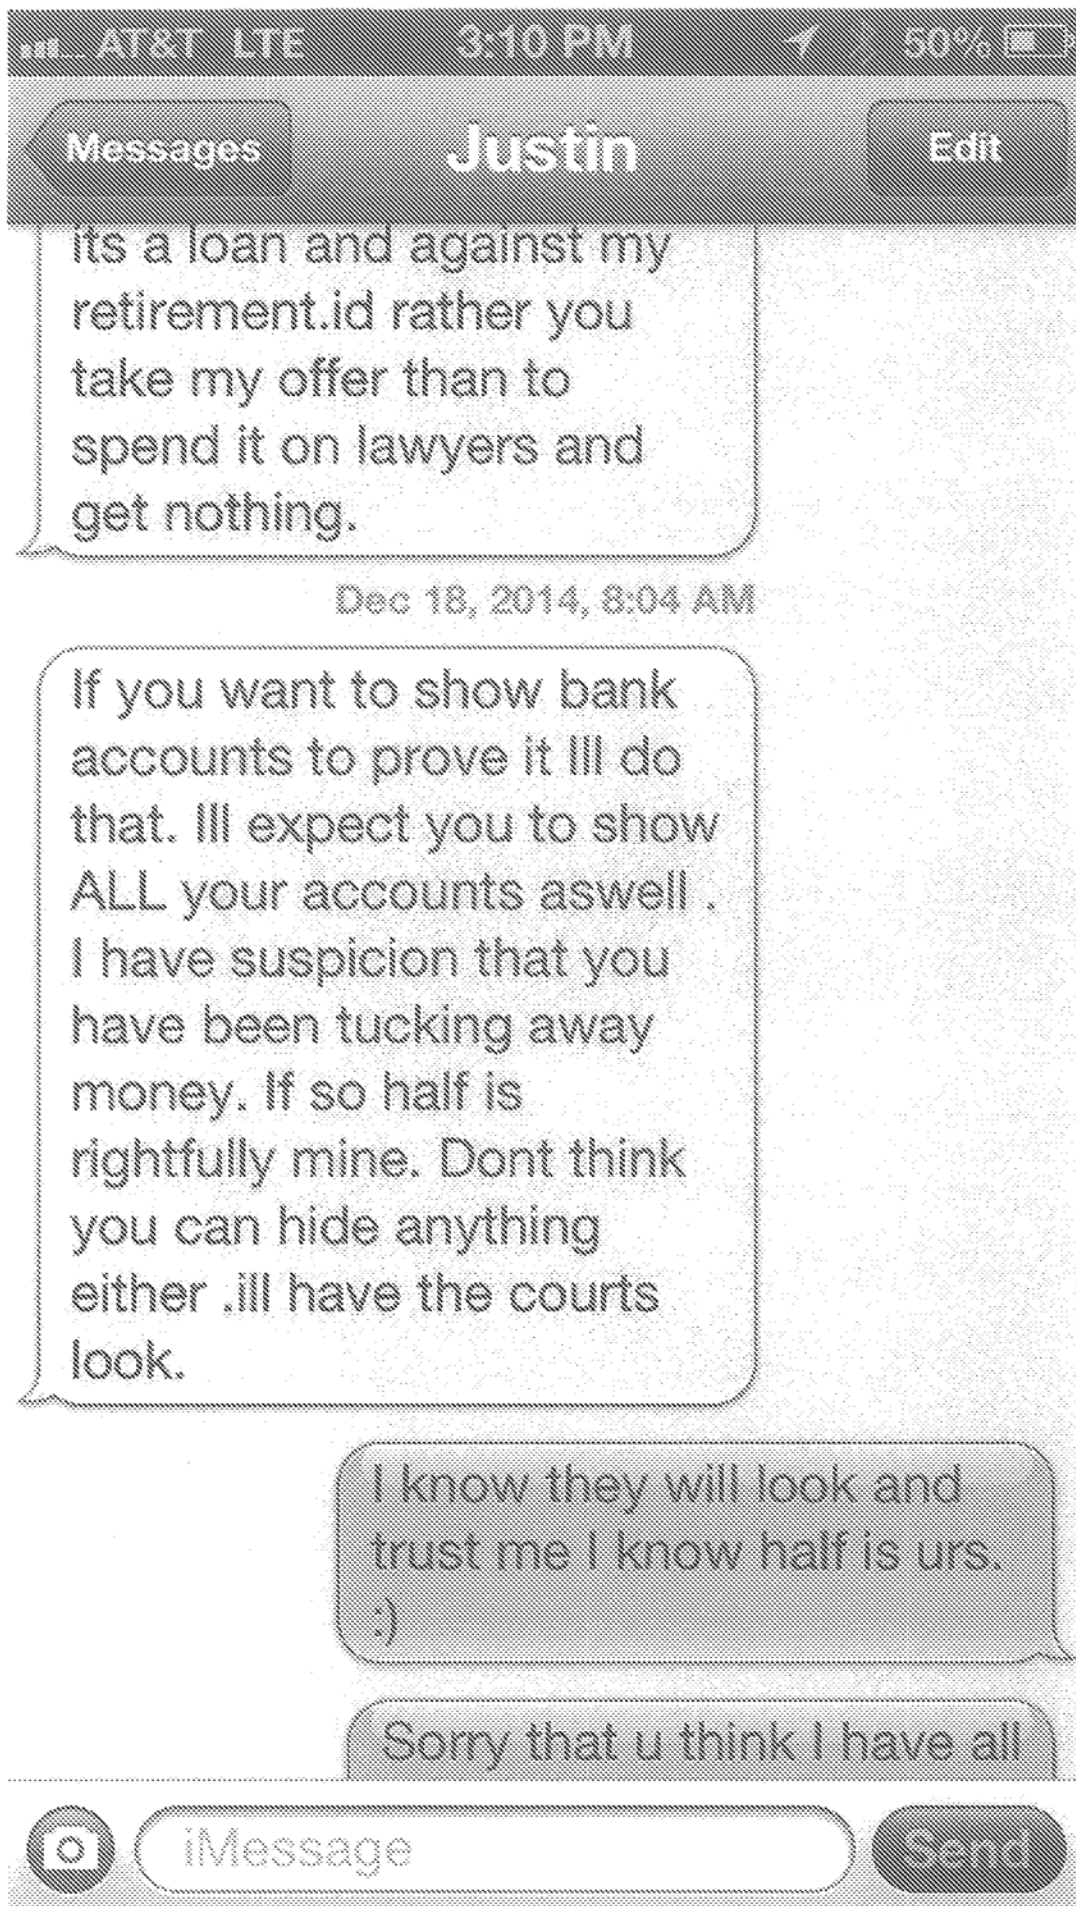 AT&T LTE 3:10 PM 50%
Messages Justin Edit
its a loan and against my
retirement.id rather you
take my offer than to
spend it on lawyers and
get nothing.
Dec 18, 2014, 8:04 AM
If you want to show bank
accounts to prove it Ill do
that. Ill expect you to show
ALL your accounts aswell .
I have suspicion that you
have been tucking away
money. If so half is
rightfully mine. Dont think
you can hide anything
either .ill have the courts
look.
I know they will look and
trust me I know half is urs.
:)
Sorry that u think I have all
iMessage Send